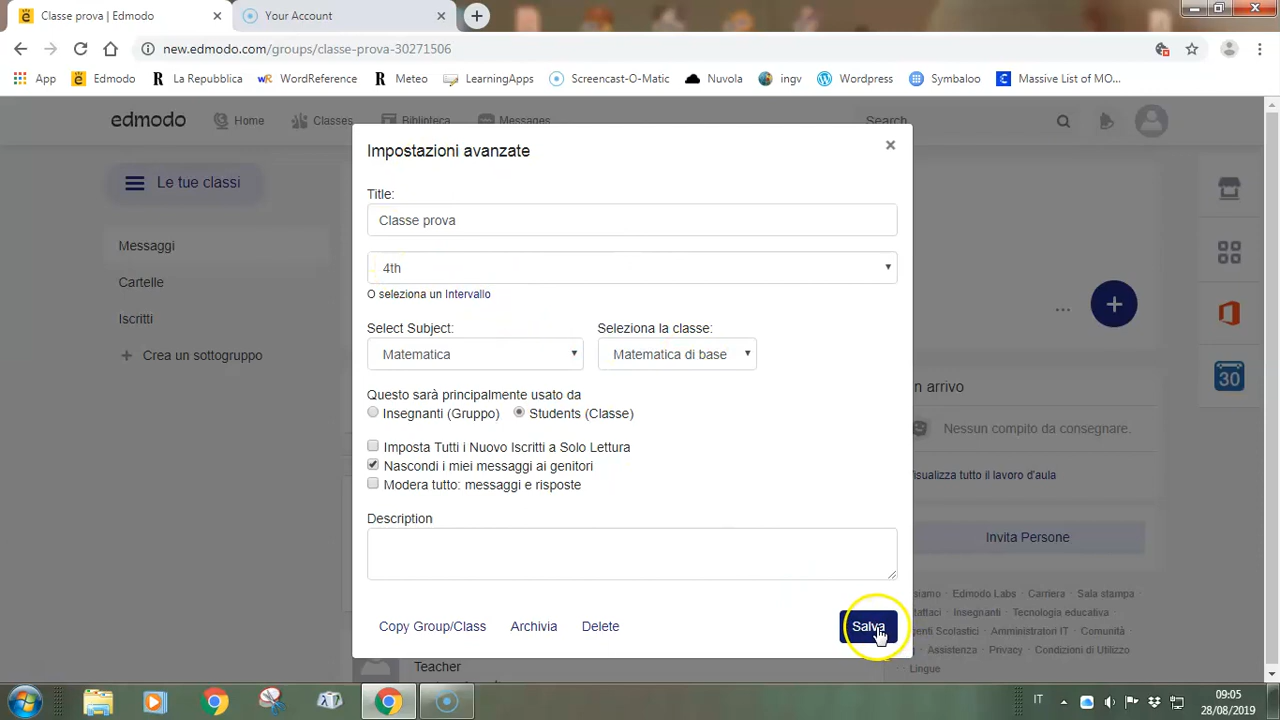 Classe prova | Edmodo
Your Account
new.edmodo.com/groups/classe-prova-30271506
App Edmodo La Repubblica WordReference Meteo LearningApps Screencast-O-Matic Nuvola ingv Wordpress Symbaloo Massive List of MO...
edmodo Home Classes Biblioteca Messages Search
Le tue classi
Messaggi
Cartelle
Iscritti
Crea un sottogruppo
Impostazioni avanzate
Title:
Classe prova
4th
O seleziona un Intervallo
Select Subject: Seleziona la classe:
Matematica Matematica di base
Questo sarà principalmente usato da
Insegnanti (Gruppo) Students (Classe)
Imposta Tutti i Nuovo Iscritti a Solo Lettura
Nascondi i miei messaggi ai genitori
Modera tutto: messaggi e risposte
Description
Copy Group/Class Archivia Delete Salva
n arrivo
Nessun compito da consegnare.
isualizza tutto il lavoro d'aula
Invita Persone
siamo · Edmodo Labs · Carriera · Sala stampa
· Insegnanti · Tecnologia educativa
Scolastici · Amministratori IT · Comunità
Assistenza · Privacy · Condizioni di Utilizzo
Lingue
Teacher
30
IT
09:05
28/08/2019